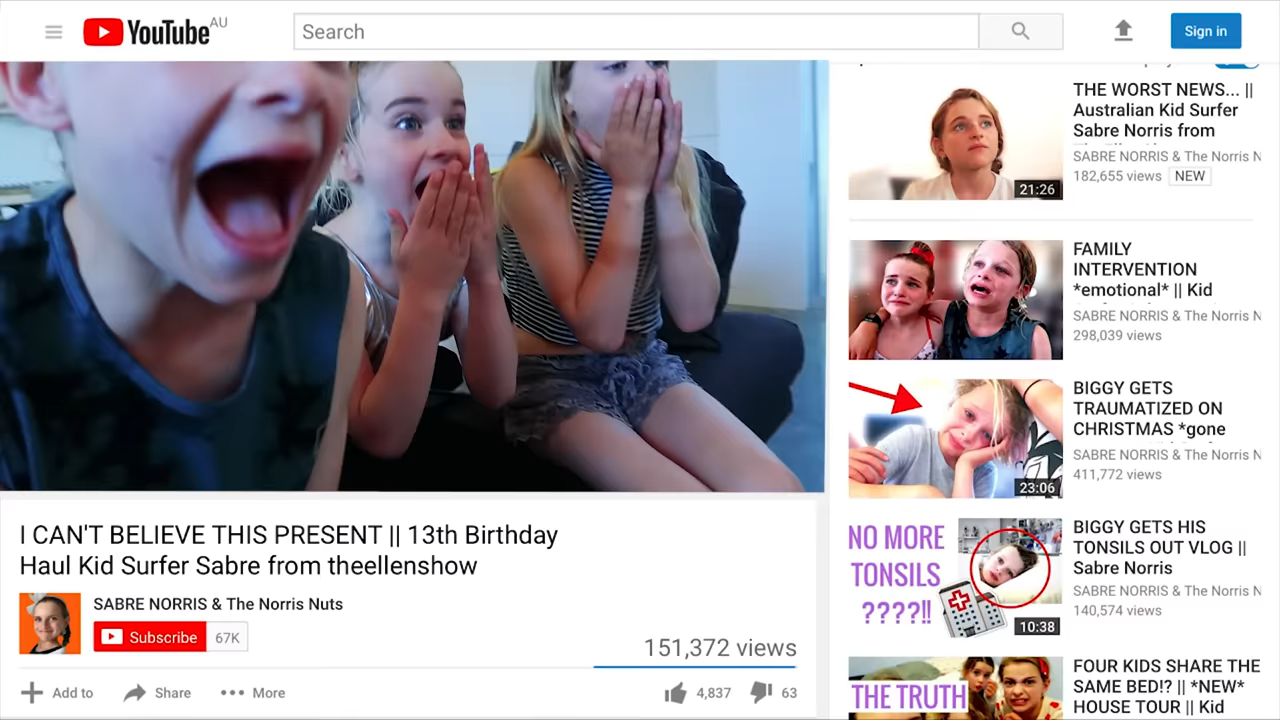 YouTube AU
Search
Sign in
I CAN'T BELIEVE THIS PRESENT || 13th Birthday
Haul Kid Surfer Sabre from theellenshow
SABRE NORRIS & The Norris Nuts
Subscribe 67K
151,372 views
Add to Share More 4,837 63
THE WORST NEWS... ||
Australian Kid Surfer
Sabre Norris from
SABRE NORRIS & The Norris N
182,655 views NEW
21:26
FAMILY
INTERVENTION
*emotional* || Kid
SABRE NORRIS & The Norris N
298,039 views
BIGGY GETS
TRAUMATIZED ON
CHRISTMAS *gone
SABRE NORRIS & The Norris N
411,772 views
23:06
NO MORE
TONSILS
????!!
10:38
BIGGY GETS HIS
TONSILS OUT VLOG ||
Sabre Norris
SABRE NORRIS & The Norris N
140,574 views
THE TRUTH
FOUR KIDS SHARE THE
SAME BED!? || *NEW*
HOUSE TOUR || Kid